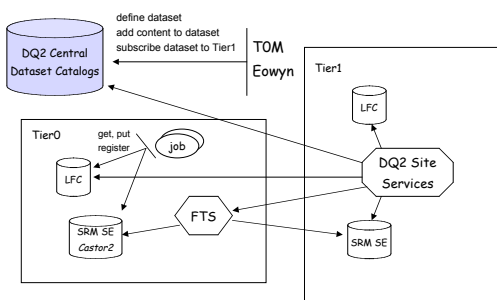 define dataset
add content to dataset
subscribe dataset to Tier1
DQ2 Central
Dataset Catalogs
TOM
Eowyn
Tier1
LFC
Tier0
get, put
register
job
LFC
DQ2 Site
Services
FTS
SRM SE
Castor2
SRM SE